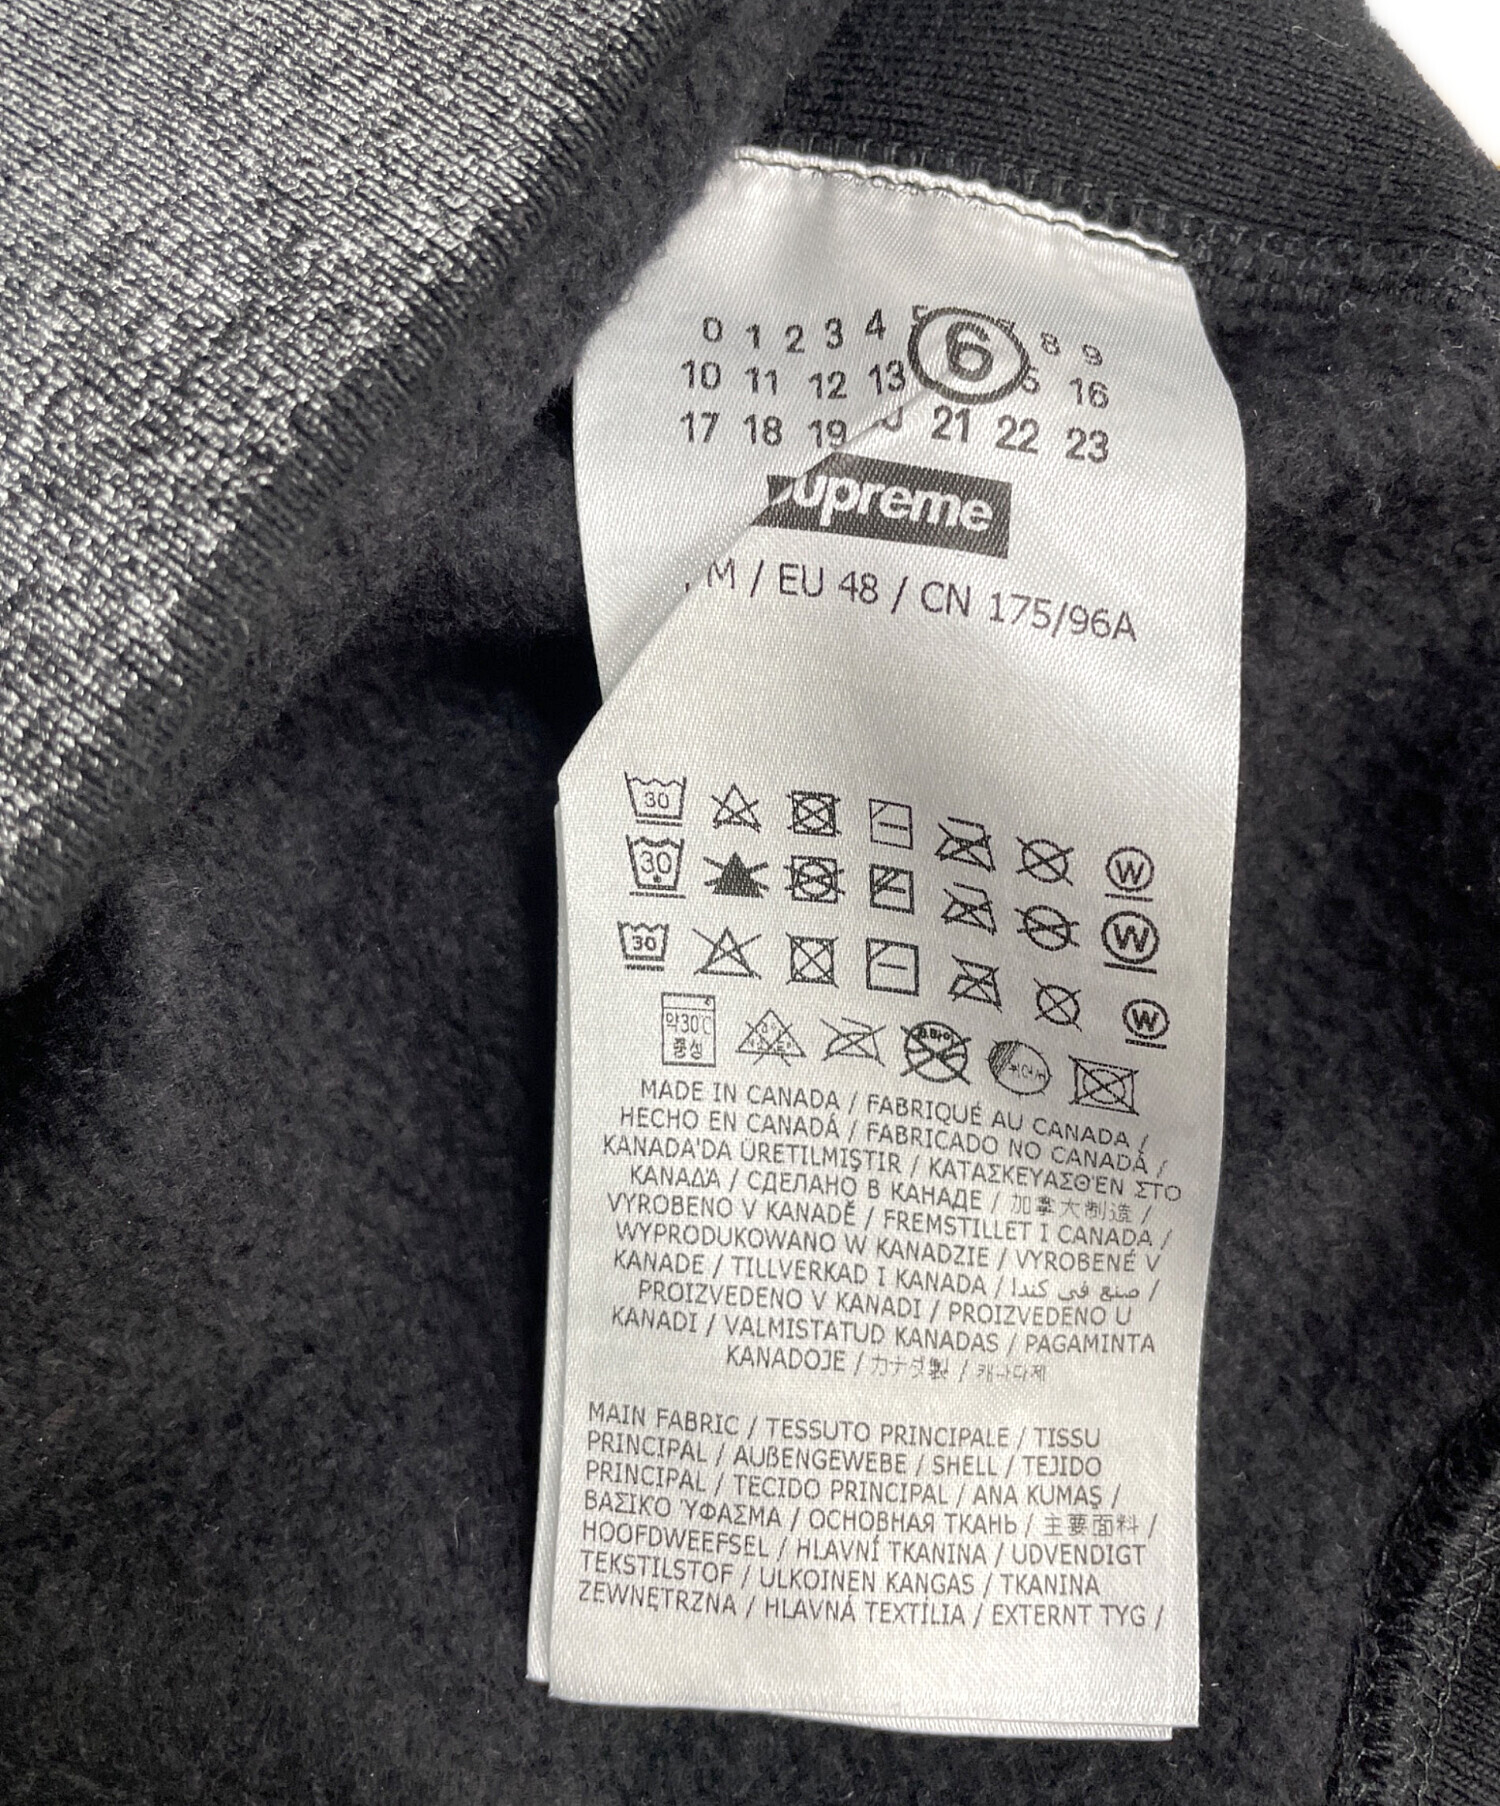 0 1 2 3 4 6 8 9
10 11 12 13 16
17 18 19 21 22 23
Supreme
M / EU 48 / CN 175/96A
30
30
30
약30℃
중성
W
W
W
MADE IN CANADA / FABRIQUÉ AU CANADA /
HECHO EN CANADÁ / FABRICADO NO CANADÁ /
KANADA'DA ÜRETILMIŞTIR / ΚΑΤΑΣΚΕΥΑΣΘΈΝ ΣΤΟ
ΚΑΝΑΔΆ / СДЕЛАНО В КАНАДЕ / 加拿大制造 /
VYROBENO V KANADĚ / FREMSTILLET I CANADA /
WYPRODUKOWANO W KANADZIE / VYROBENÉ V
KANADE / TILLVERKAD I KANADA / صنع في كندا /
PROIZVEDENO V KANADI / PROIZVEDENO U
KANADI / VALMISTATUD KANADAS / PAGAMINTA
KANADOJE / カナダ製 / 캐나다제
MAIN FABRIC / TESSUTO PRINCIPALE / TISSU
PRINCIPAL / AUßENGEWEBE / SHELL / TEJIDO
PRINCIPAL / TECIDO PRINCIPAL / ANA KUMAŞ /
ΒΑΣΙΚΌ ΎΦΑΣΜΑ / ОСНОВНАЯ ТКАНЬ / 主要面料 /
HOOFDWEEFSEL / HLAVNÍ TKANINA / UDVENDIGT
TEKSTILSTOF / ULKOINEN KANGAS / TKANINA
ZEWNĘTRZNA / HLAVNÁ TEXTÍLIA / EXTERNT TYG /